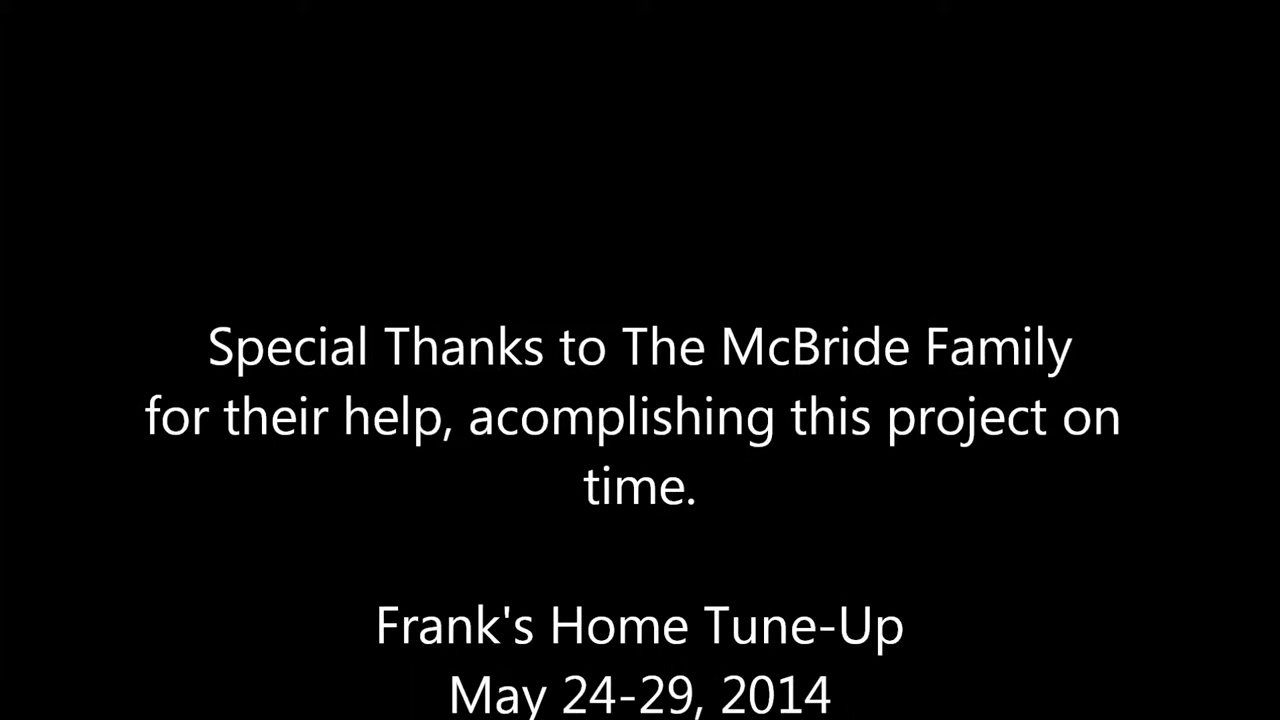 Special Thanks to The McBride Family
for their help, acomplishing this project on
time.
Frank's Home Tune-Up
May 24-29, 2014